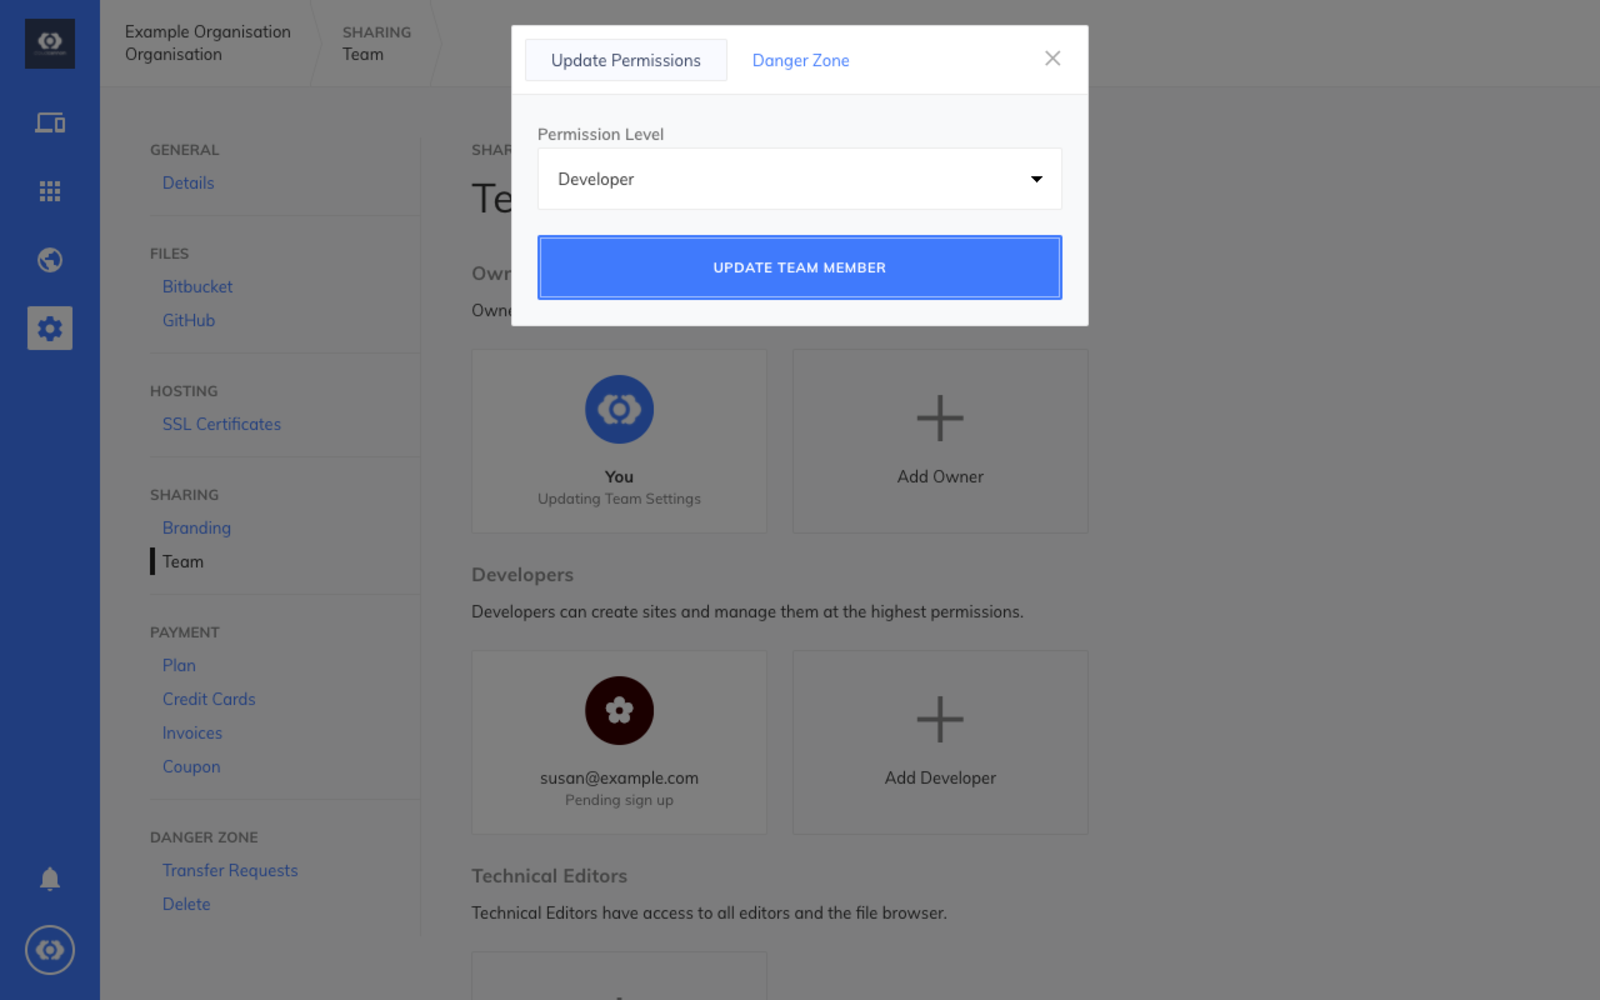 Example Organisation
Organisation
SHARING
Team
Update Permissions
Danger Zone
Permission Level
Developer
UPDATE TEAM MEMBER
GENERAL
Details
FILES
Bitbucket
GitHub
HOSTING
SSL Certificates
SHARING
Branding
Team
PAYMENT
Plan
Credit Cards
Invoices
Coupon
DANGER ZONE
Transfer Requests
Delete
You
Updating Team Settings
Add Owner
Developers
Developers can create sites and manage them at the highest permissions.
susan@example.com
Pending sign up
Add Developer
Technical Editors
Technical Editors have access to all editors and the file browser.